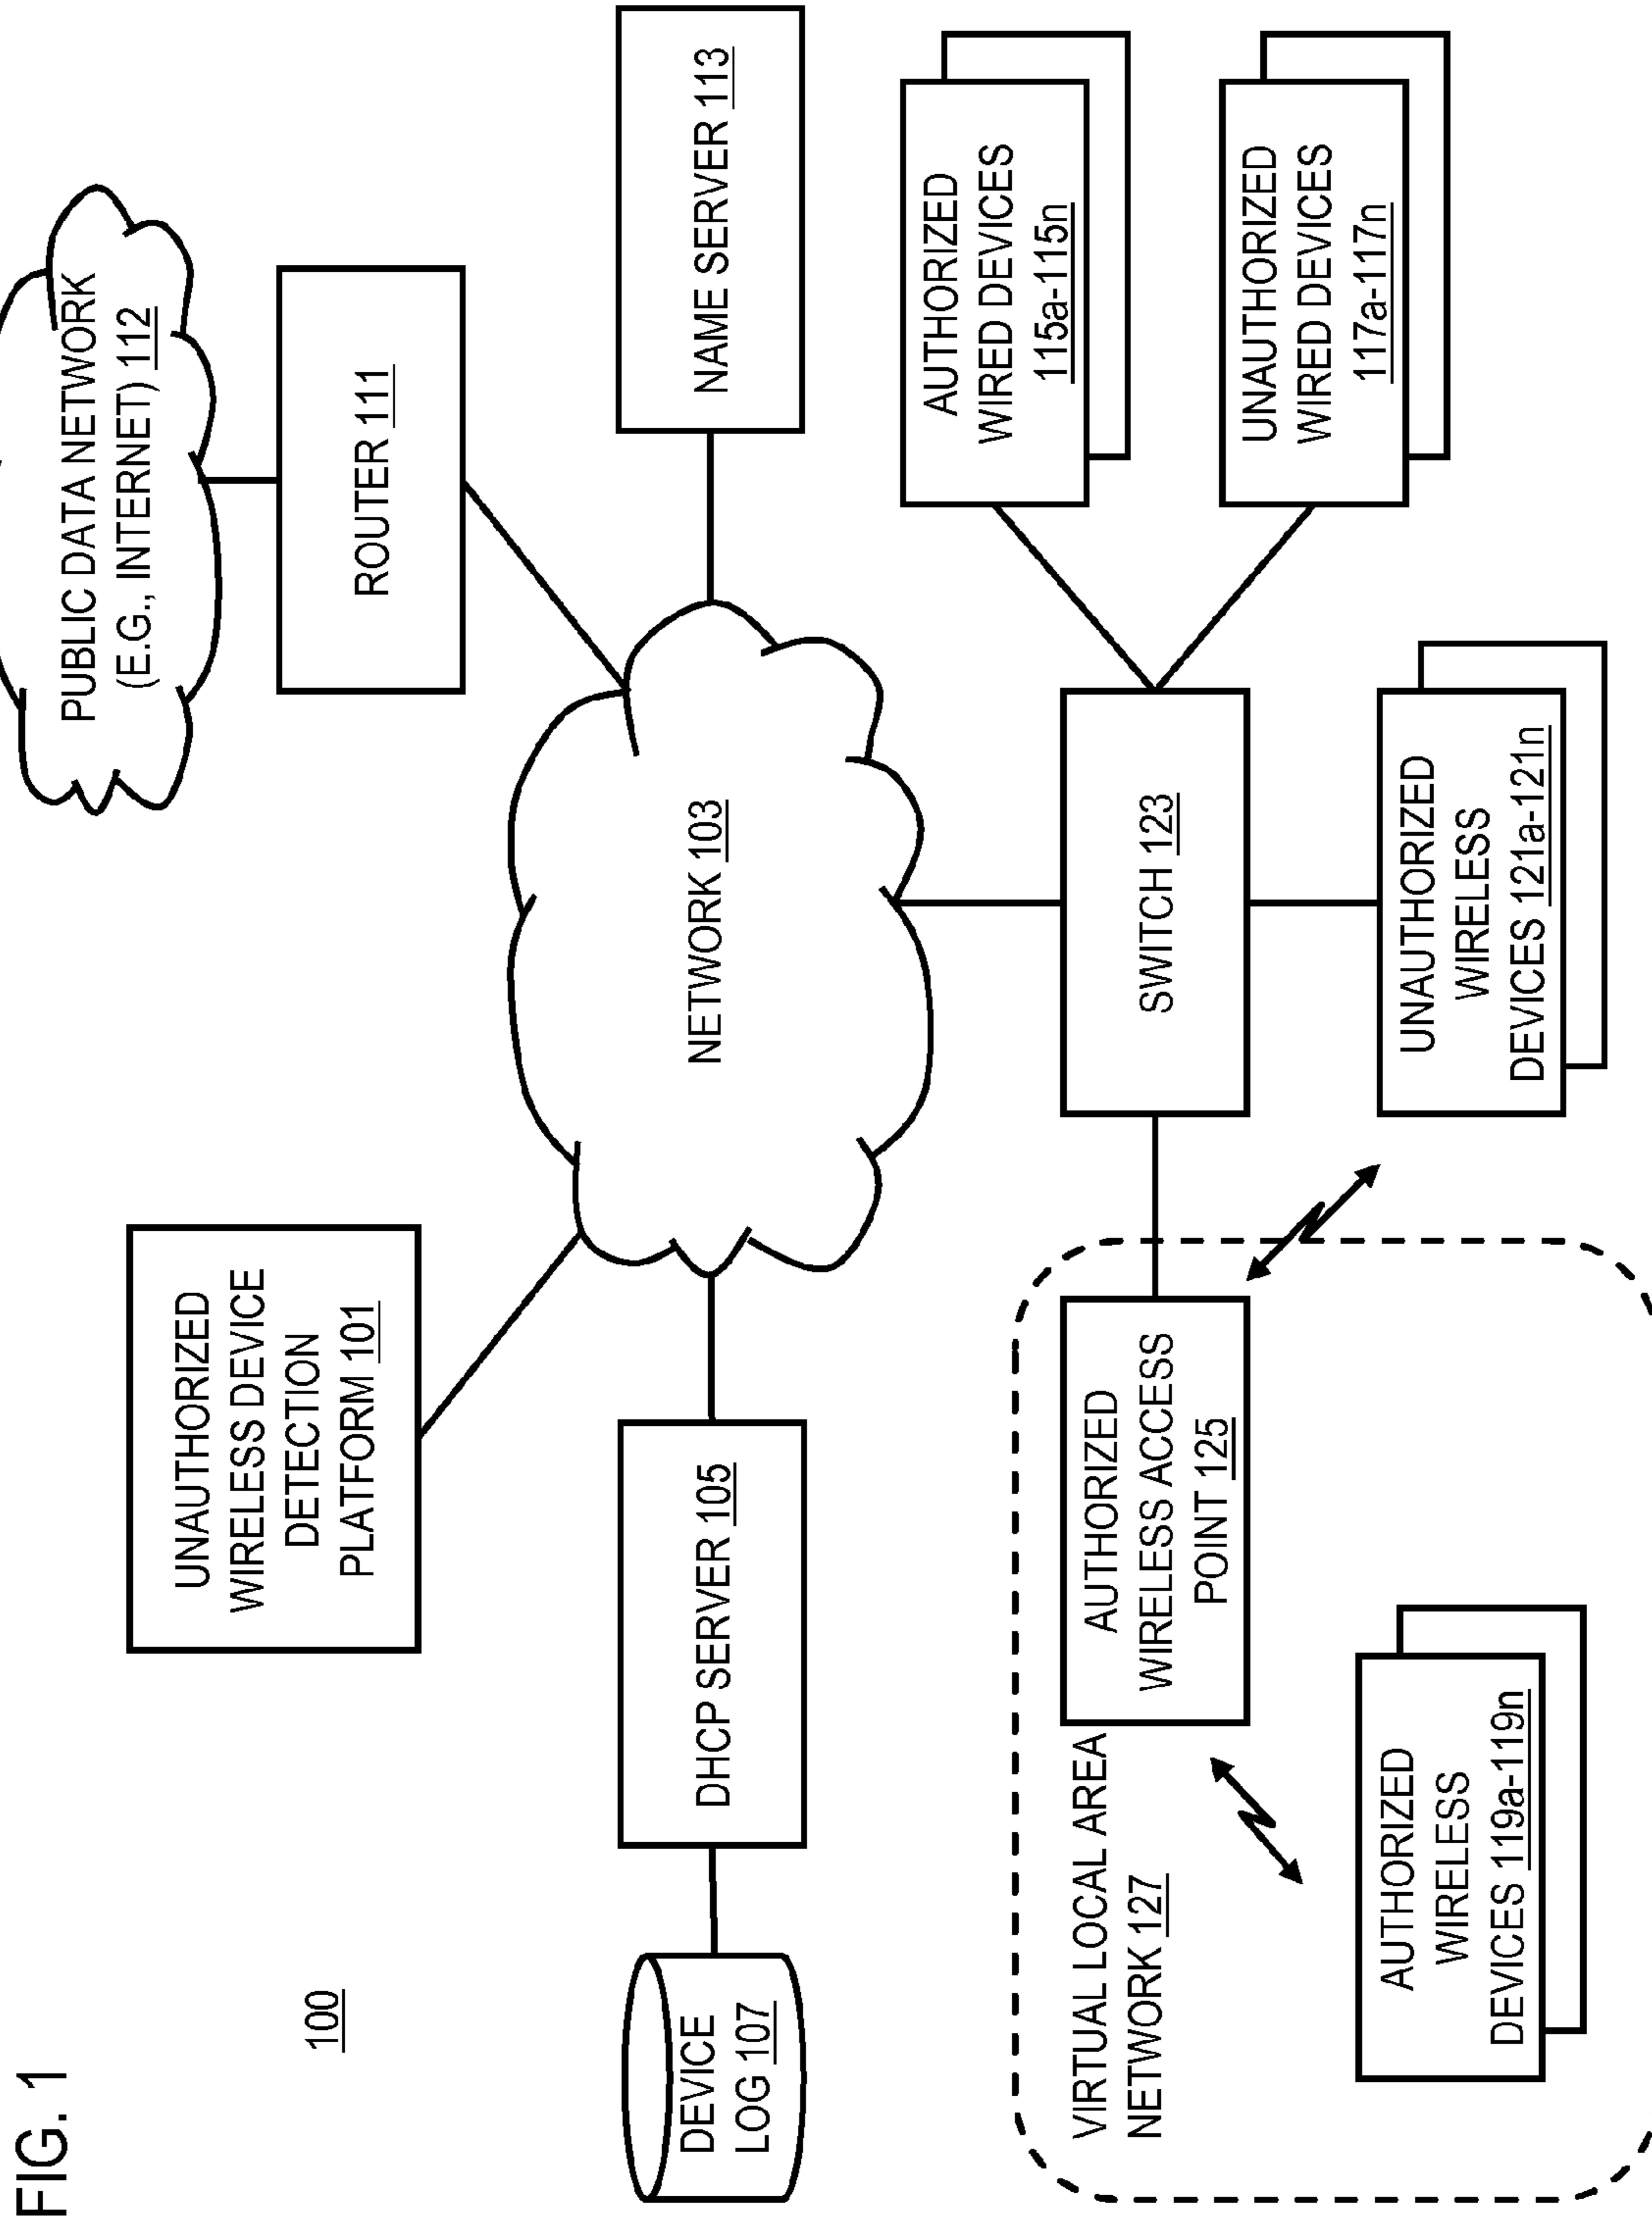 FIG. 1
100
PUBLIC DATA NETWORK
(E.G., INTERNET) 112
UNAUTHORIZED
WIRELESS DEVICE
DETECTION
PLATFORM 101
ROUTER 111
DEVICE
LOG 107
DHCP SERVER 105
NETWORK 103
NAME SERVER 113
VIRTUAL LOCAL AREA
NETWORK 127
AUTHORIZED
WIRELESS ACCESS
POINT 125
SWITCH 123
AUTHORIZED
WIRED DEVICES
115a-115n
UNAUTHORIZED
WIRED DEVICES
117a-117n
AUTHORIZED
WIRELESS
DEVICES 119a-119n
UNAUTHORIZED
WIRELESS
DEVICES 121a-121n